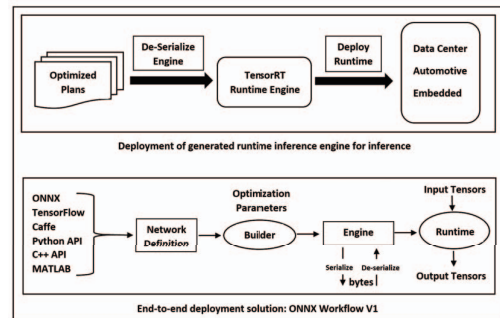 Optimized
Plans
De-Serialize
Engine
TensorRT
Runtime Engine
Deploy
Runtime
Data Center
Automotive
Embedded
Deployment of generated runtime inference engine for inference
ONNX
TensorFlow
Caffe
Python API
C++ API
MATLAB
Network
Definition
Optimization
Parameters
Builder
Engine
Serialize
De-serialize
bytes
Input Tensors
Runtime
Output Tensors
End-to-end deployment solution: ONNX Workflow V1